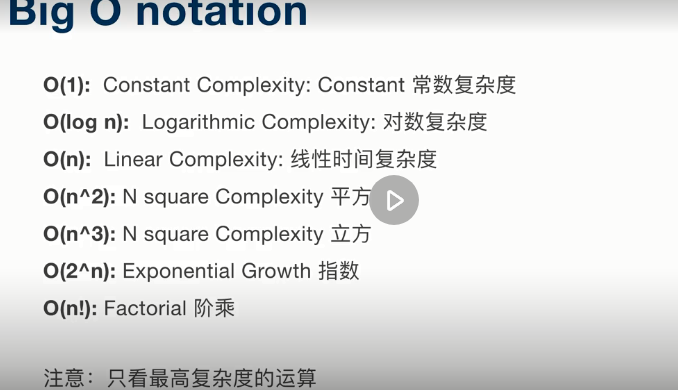 Big O notation
O(1): Constant Complexity: Constant 常数复杂度
O(log n): Logarithmic Complexity: 对数复杂度
O(n): Linear Complexity: 线性时间复杂度
O(n^2): N square Complexity 平方
O(n^3): N square Complexity 立方
O(2^n): Exponential Growth 指数
O(n!): Factorial 阶乘
注意：只看最高复杂度的运算